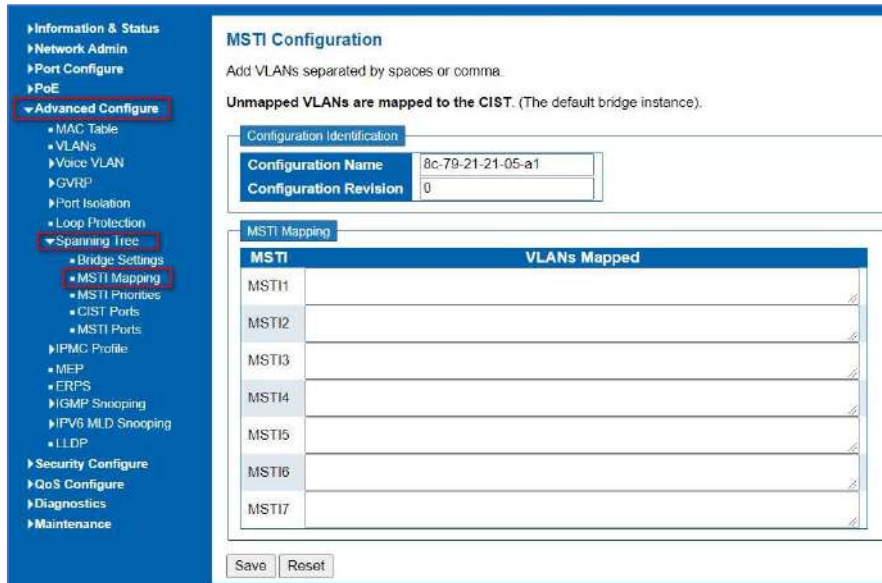 Information & Status
Network Admin
Port Configure
PoE
Advanced Configure
MAC Table
VLANs
Voice VLAN
GVRP
Port Isolation
Loop Protection
Spanning Tree
Bridge Settings
MSTI Mapping
MSTI Priorities
CIST Ports
MSTI Ports
IPMC Profile
MEP
ERPS
IGMP Snooping
IPV6 MLD Snooping
LLDP
Security Configure
QoS Configure
Diagnostics
Maintenance
MSTI Configuration
Add VLANs separated by spaces or comma.
Unmapped VLANs are mapped to the CIST. (The default bridge instance).
Configuration Identification
Configuration Name 8c-79-21-21-05-a1
Configuration Revision 0
MSTI Mapping
MSTI VLANs Mapped
MSTI1
MSTI2
MSTI3
MSTI4
MSTI5
MSTI6
MSTI7
Save Reset